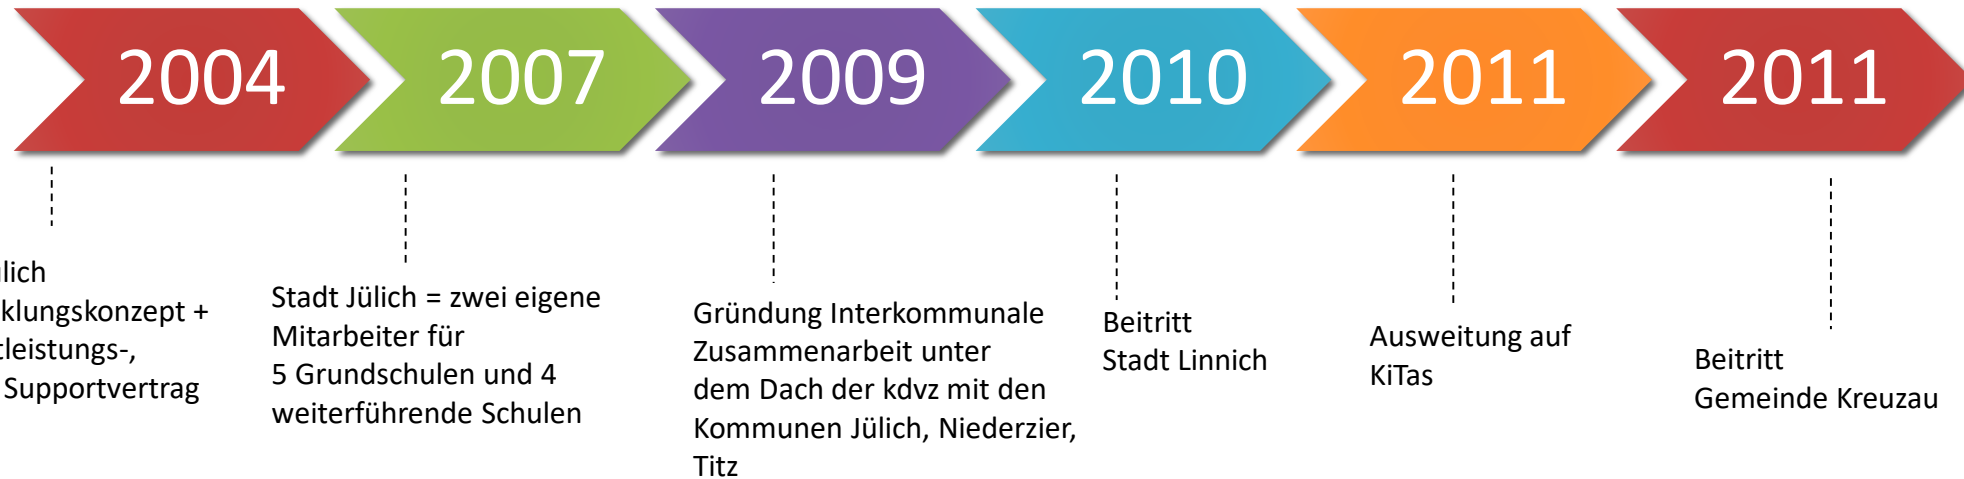 2004
2007
2009
2010
2011
2011
lich
klungskonzept +
tleistungs-,
Supportvertrag
Stadt Jülich = zwei eigene
Mitarbeiter für
5 Grundschulen und 4
weiterführende Schulen
Gründung Interkommunale
Zusammenarbeit unter
dem Dach der kdvz mit den
Kommunen Jülich, Niederzier,
Titz
Beitritt
Stadt Linnich
Ausweitung auf
KiTas
Beitritt
Gemeinde Kreuzau